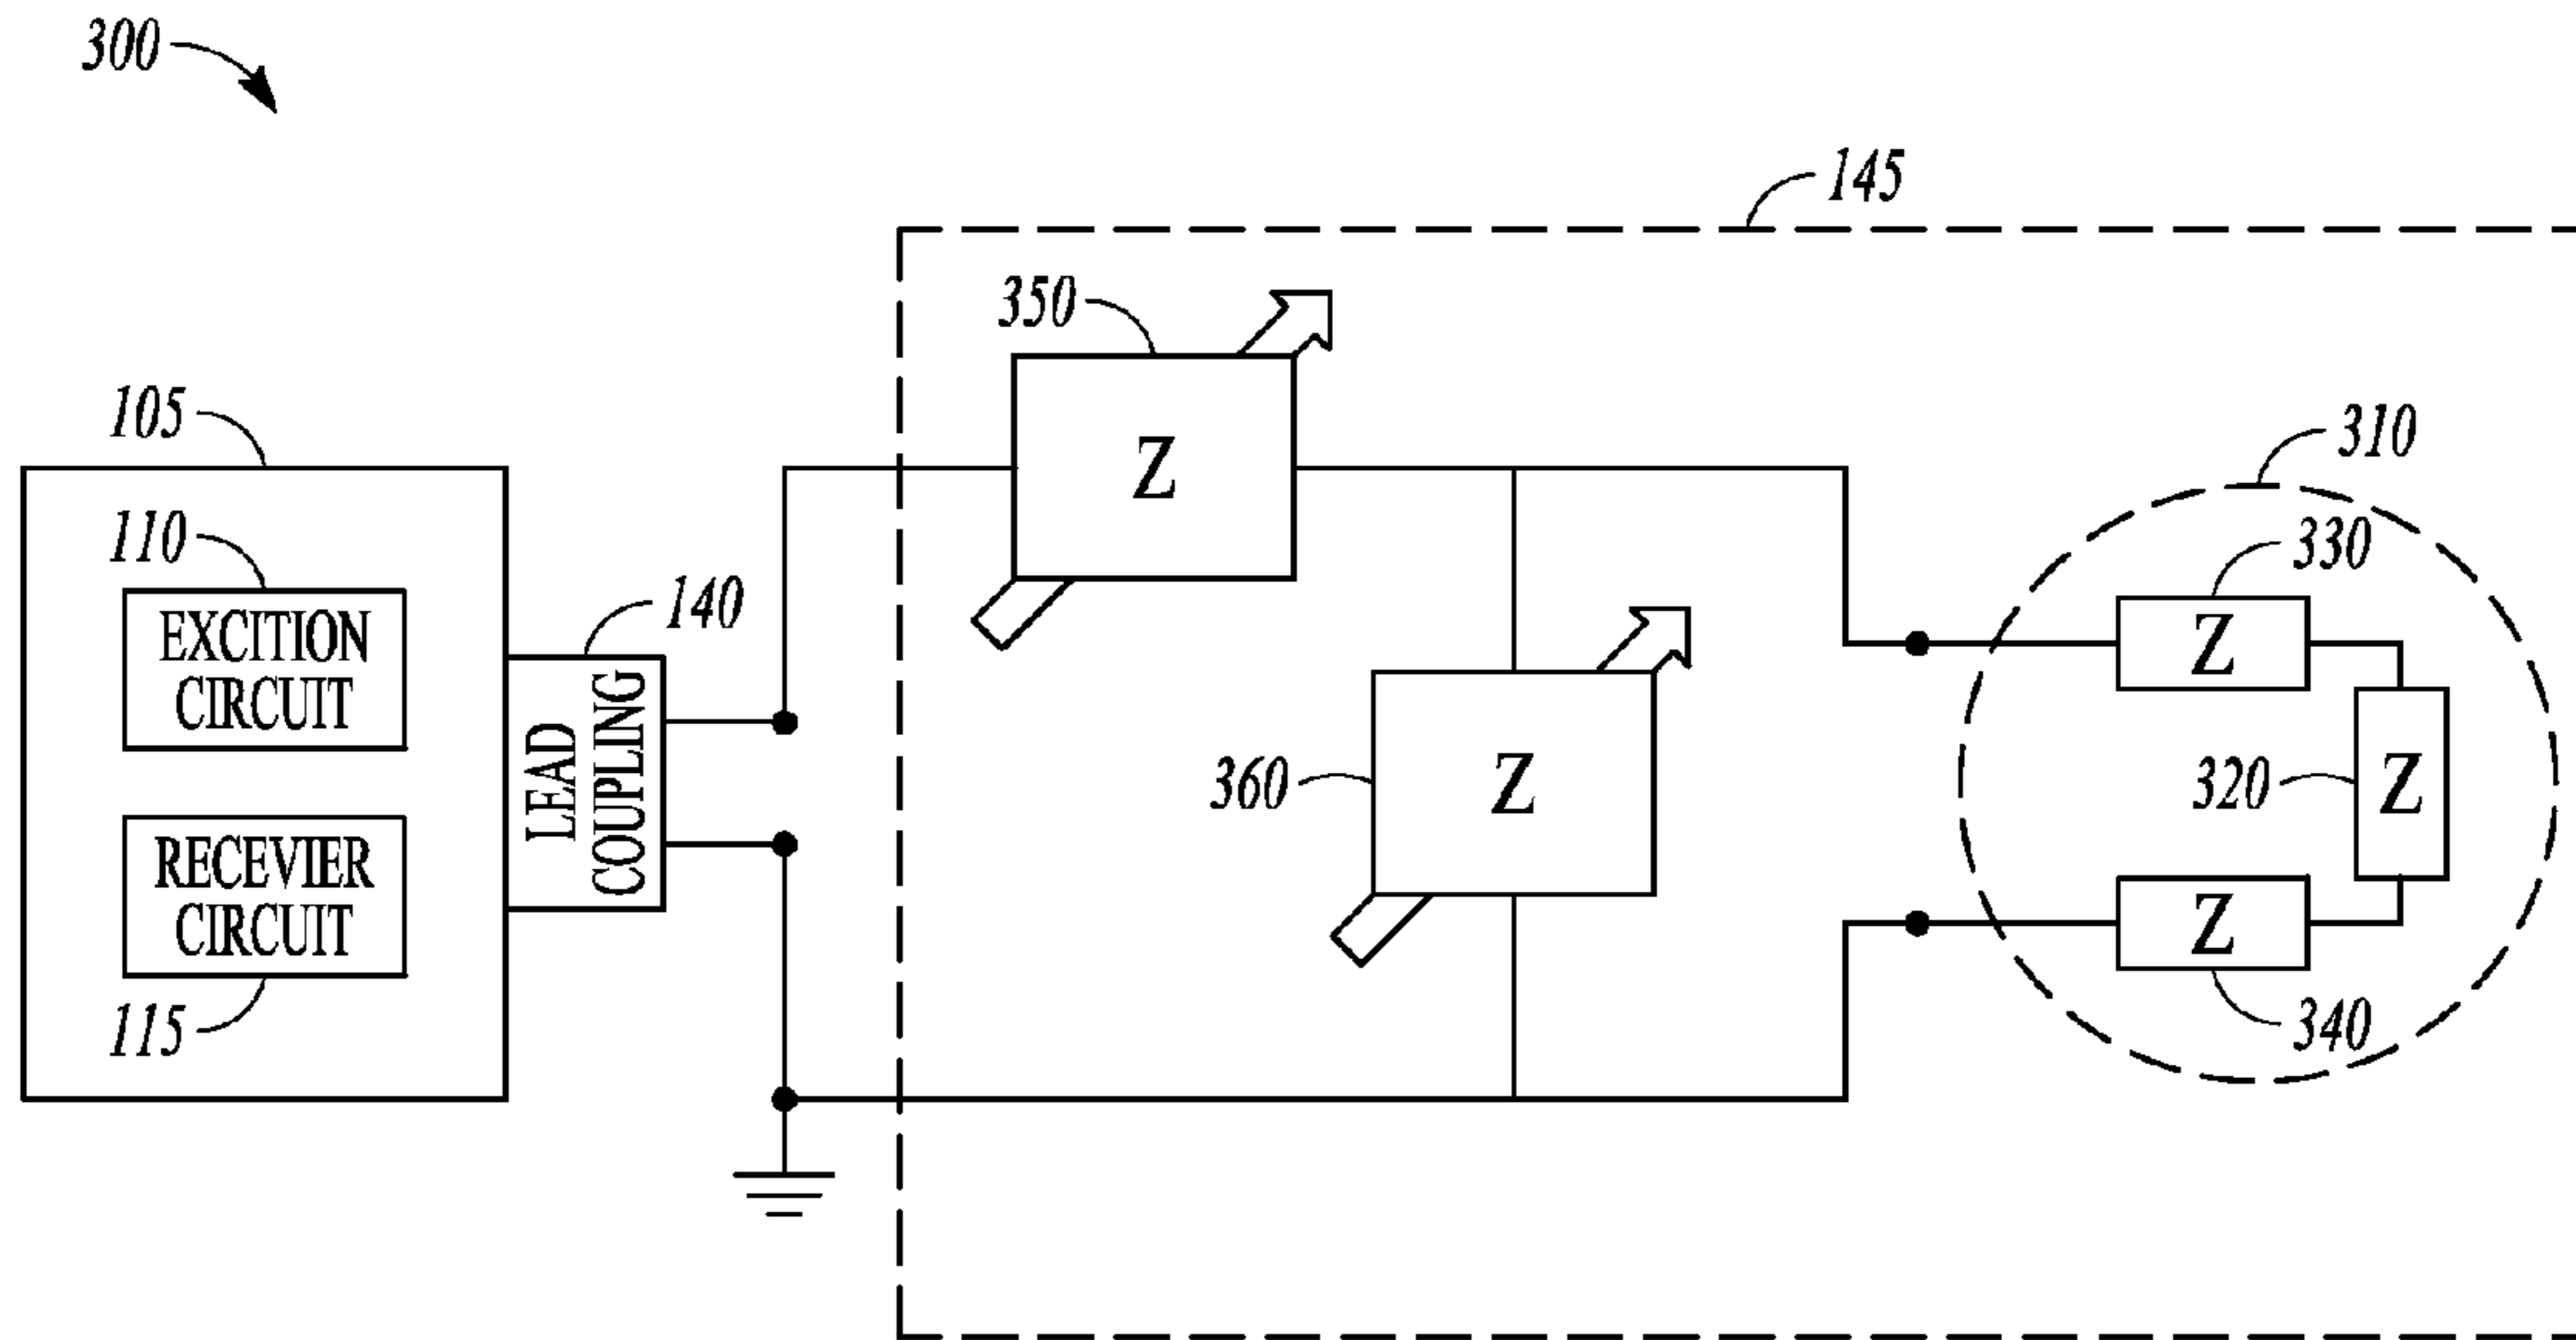 300
145
350
Z
105
110
EXCITION
CIRCUIT
140
LEAD
COUPLING
RECEVIER
CIRCUIT
115
360
Z
310
330
Z
320
Z
Z
340